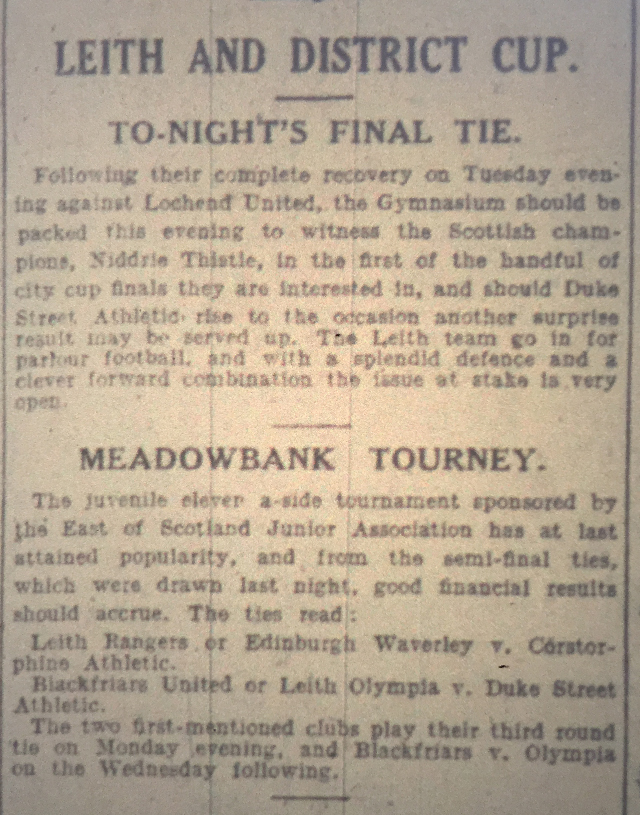 LEITH AND DISTRICT CUP.
TO-NIGHT'S FINAL TIE.
Following their complete recovery on Tuesday even-
ing against Lochend United, the Gymnasium should be
packed this evening to witness the Scottish cham-
pions, Niddrie Thistle, in the first of the handful of
city cup finals they are interested in, and should Duke
Street Athletic rise to the occasion another surprise
result may be served up. The Leith team go in for
parlour football, and with a splendid defence and a
clever forward combination the issue at stake is very
open.
MEADOWBANK TOURNEY.
The juvenile eleven a-side tournament sponsored by
the East of Scotland Junior Association has at last
attained popularity, and from the semi-final ties,
which were drawn last night, good financial results
should accrue. The ties read:
Leith Rangers or Edinburgh Waverley v. Corstor-
phine Athletic.
Blackfriars United or Leith Olympia v. Duke Street
Athletic.
The two first-mentioned clubs play their third round
tie on Monday evening, and Blackfriars v. Olympia
on the Wednesday following.